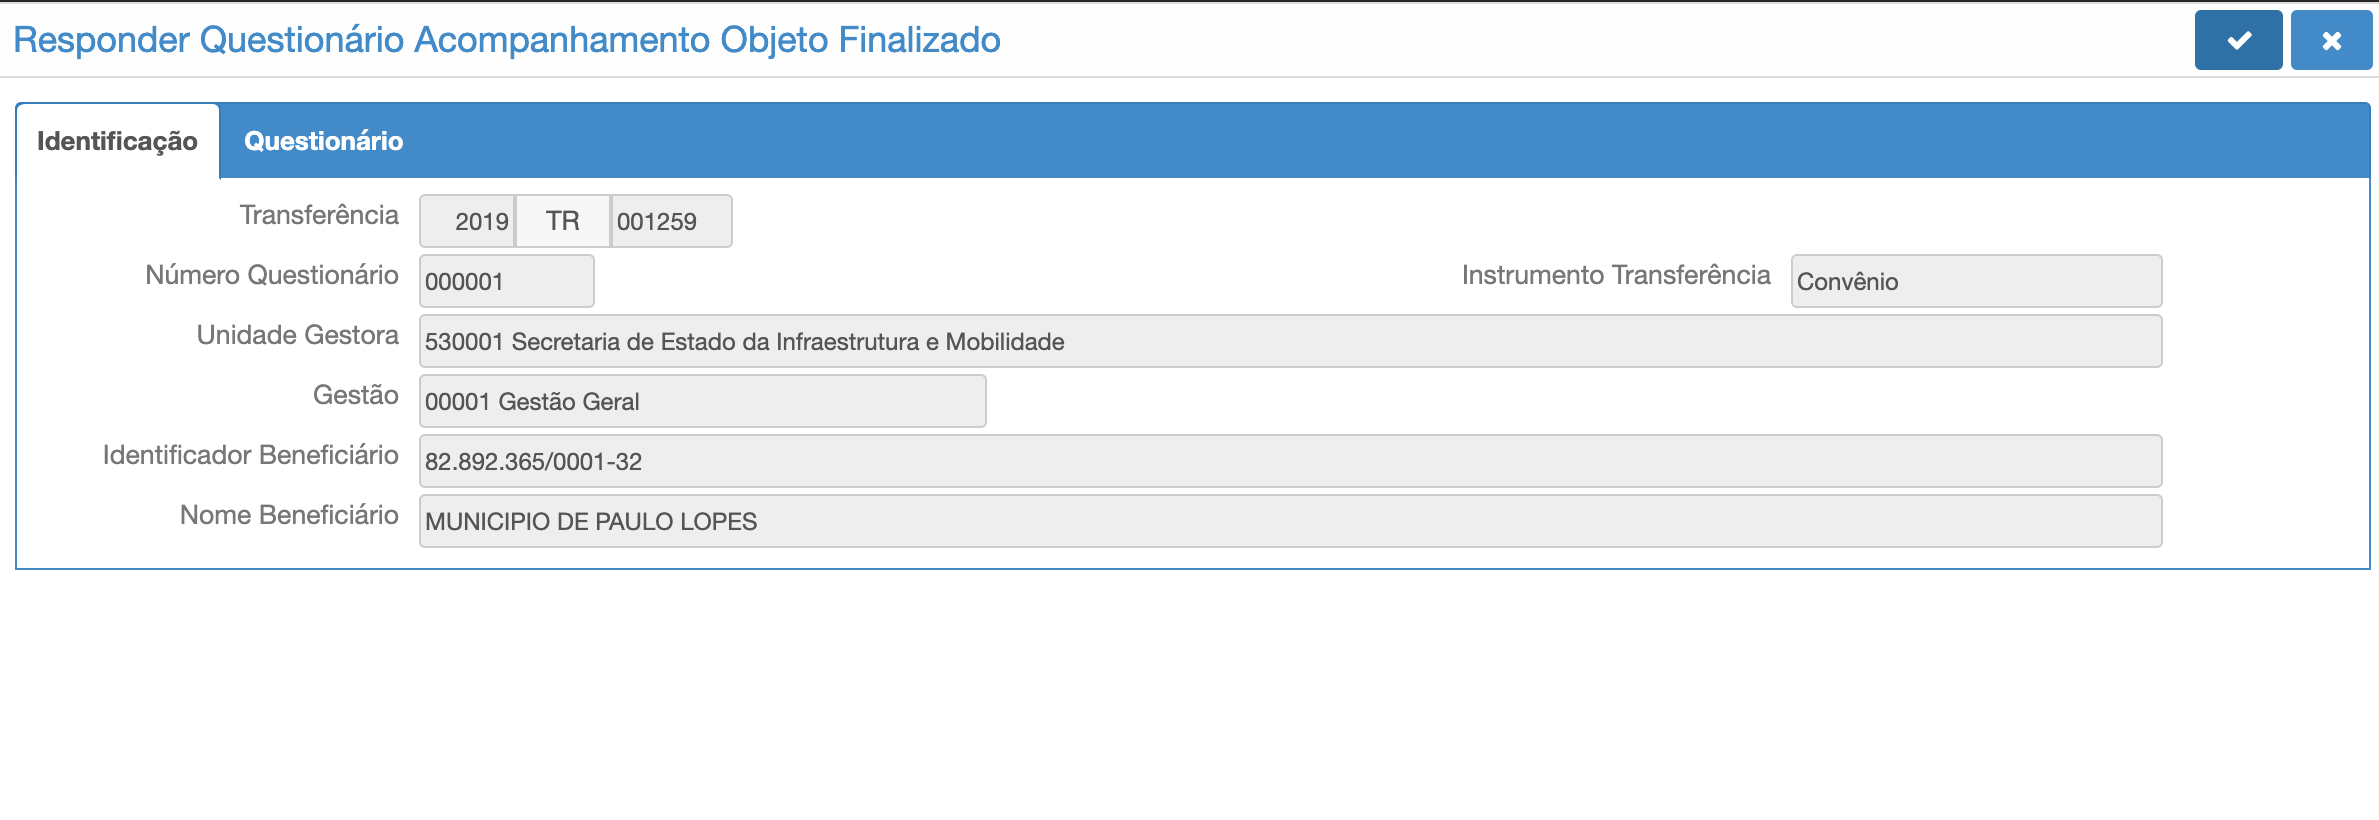 Responder Questionário Acompanhamento Objeto Finalizado
Identificação Questionário
Transferência 2019 TR 001259
Número Questionário 000001 Instrumento Transferência Convênio
Unidade Gestora 530001 Secretaria de Estado da Infraestrutura e Mobilidade
Gestão 00001 Gestão Geral
Identificador Beneficiário 82.892.365/0001-32
Nome Beneficiário MUNICIPIO DE PAULO LOPES